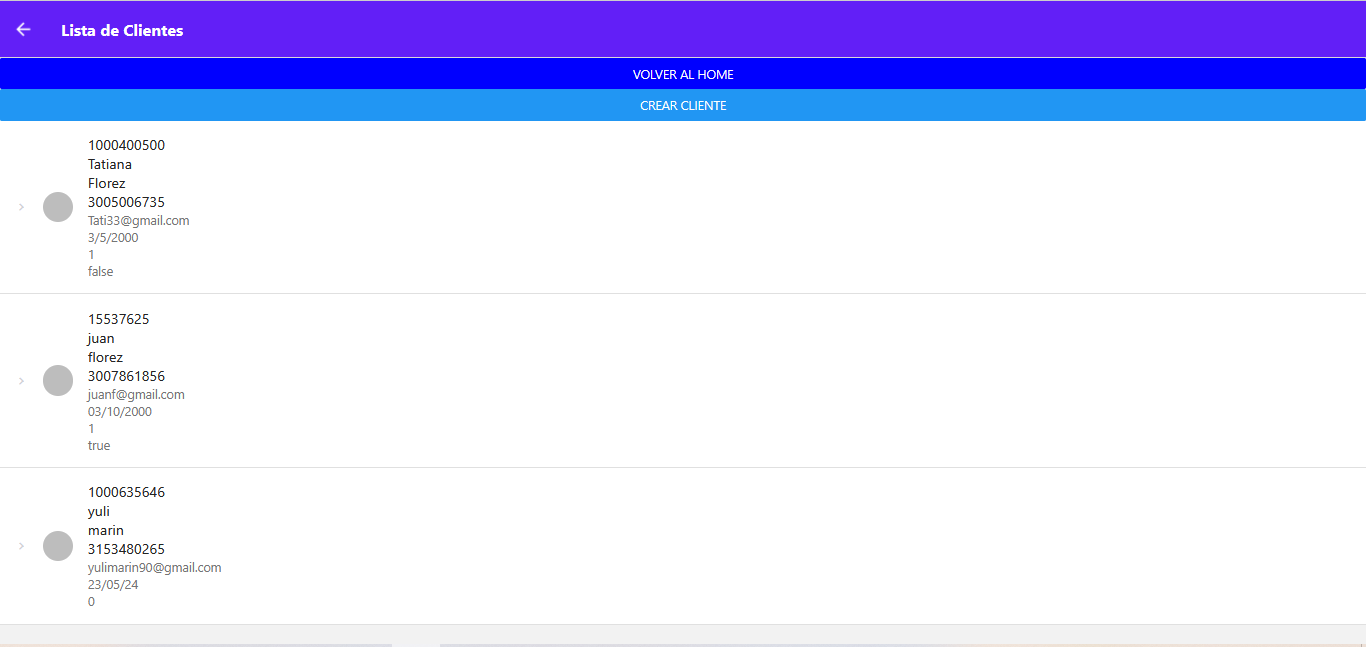 Lista de Clientes
VOLVER AL HOME
CREAR CLIENTE
1000400500
Tatiana
Florez
3005006735
Tati33@gmail.com
3/5/2000
1
false
15537625
juan
florez
3007861856
juanf@gmail.com
03/10/2000
1
true
1000635646
yuli
marin
3153480265
yulimarin90@gmail.com
23/05/24
0